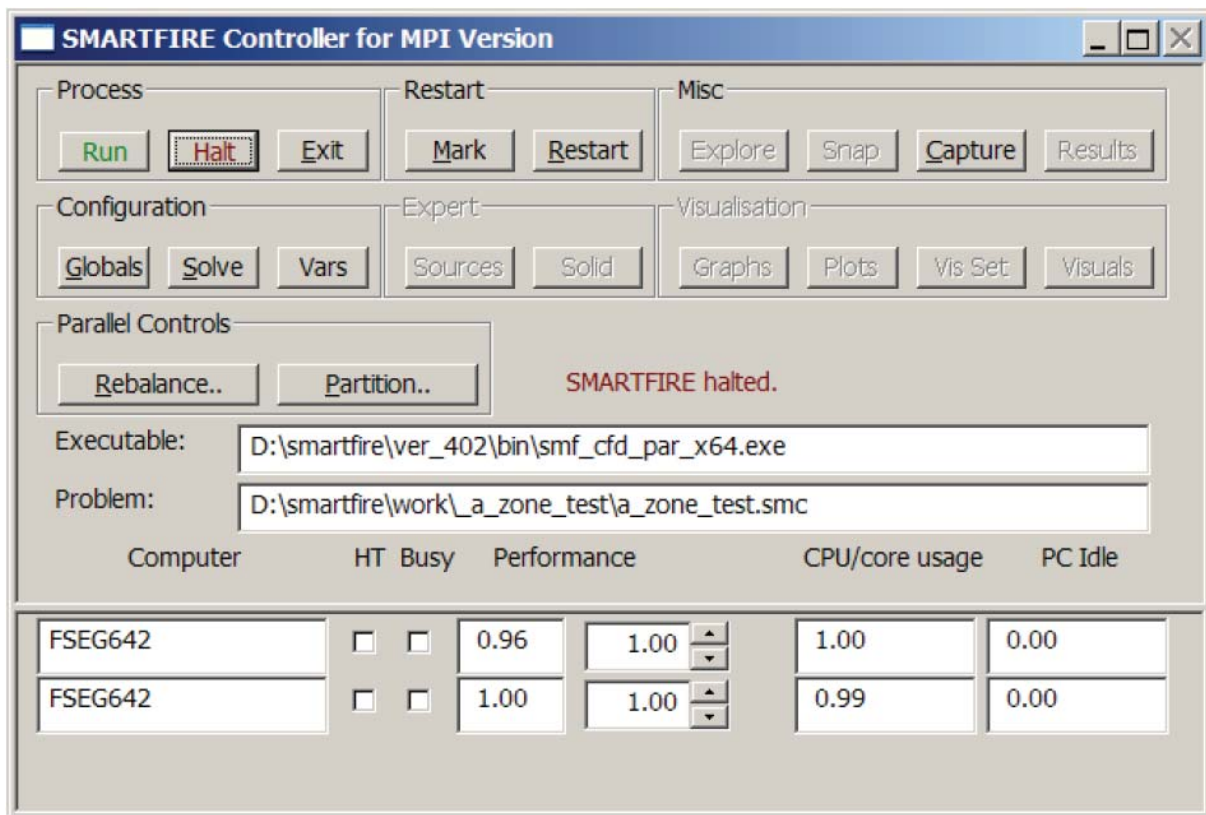 SMARTFIRE Controller for MPI Version
Process Restart Misc
Run Halt Exit Mark Restart Explore Snap Capture Results
Configuration Expert Visualisation
Globals Solve Vars Sources Solid Graphs Plots Vis Set Visuals
Parallel Controls
Rebalance.. Partition.. SMARTFIRE halted.
Executable: D:\smartfire\ver_402\bin\smf_cfd_par_x64.exe
Problem: D:\smartfire\work\_a_zone_test\a_zone_test.smc
Computer HT Busy Performance CPU/core usage PC Idle
FSEG642 0.96 1.00 1.00 0.00
FSEG642 1.00 1.00 0.99 0.00